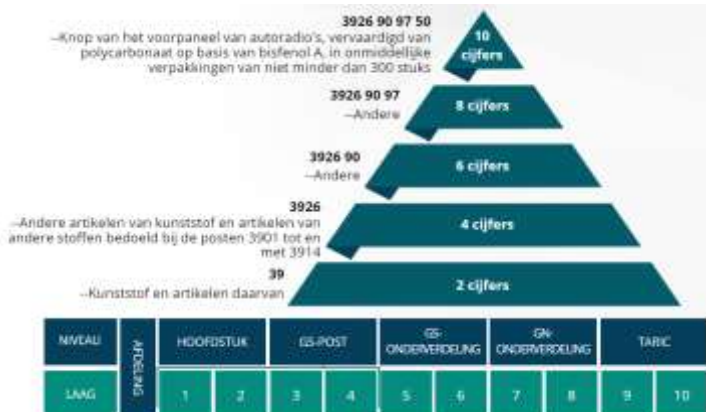 3926 90 97 50
--Knop van het voorpaneel van autoradio's, vervaardigd van
polycarbonaat op basis van bisfenol A, in onmiddellijke
verpakkingen van niet minder dan 300 stuks
10
cijfers
3926 90 97
--Andere
8 cijfers
3926 90
--Andere
6 cijfers
3926
--Andere artikelen van kunststof en artikelen van
andere stoffen bedoeld bij de posten 3901 tot en
met 3914
4 cijfers
39
--Kunststof en artikelen daarvan
2 cijfers
NIVEAU
AFDELING
HOOFDSTUK
GS-POST
GS-
ONDERVERDELING
GN-
ONDERVERDELING
TARIC
LAAG
1 2 3 4 5 6 7 8 9 10